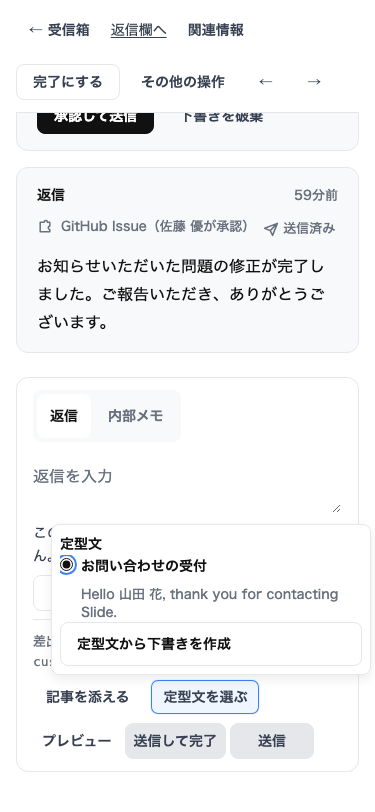 ← 受信箱 返信欄へ 関連情報
完了にする その他の操作 ← →
承認して送信 下書きを破棄
返信 59分前
GitHub Issue（佐藤 優が承認） 送信済み
お知らせいただいた問題の修正が完了し
ました。ご報告いただき、ありがとうご
ざいます。
返信 内部メモ
返信を入力
定型文
お問い合わせの受付
Hello 山田 花, thank you for contacting
Slide.
定型文から下書きを作成
記事を添える 定型文を選ぶ
プレビュー 送信して完了 送信